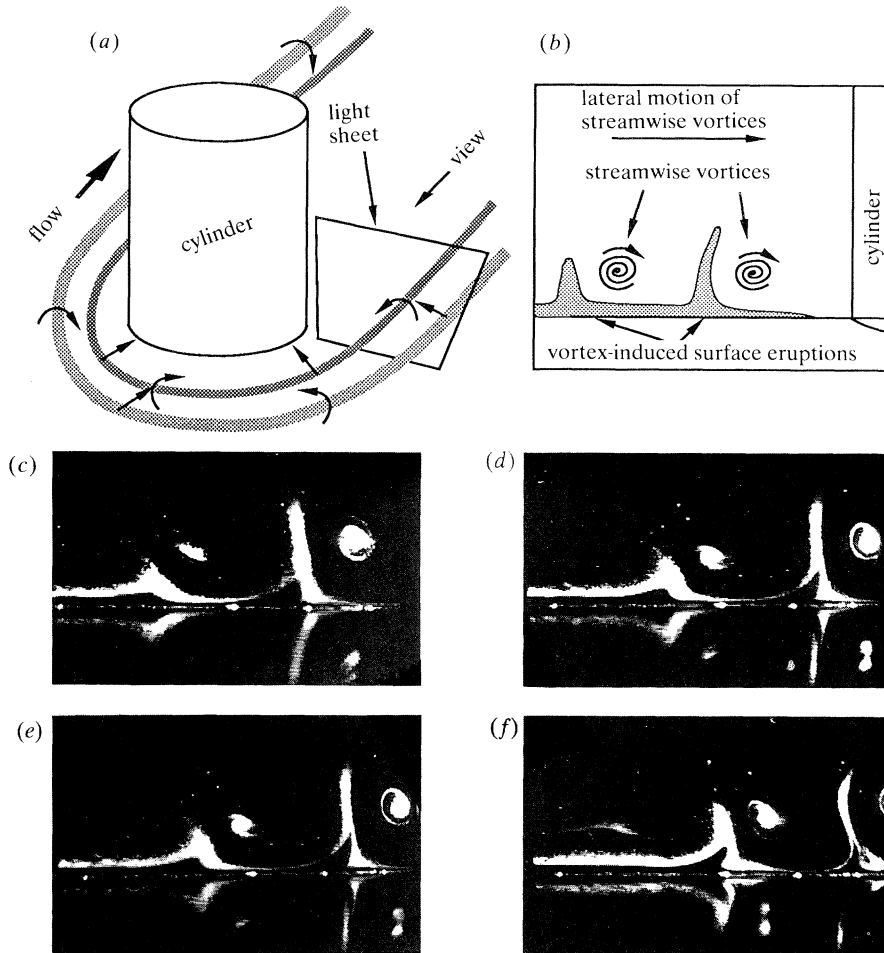 (a)
light
sheet
view
flow
cylinder
(b)
lateral motion of
streamwise vortices
streamwise vortices
cylinder
vortex-induced surface eruptions
(c)
(d)
(e)
(f)